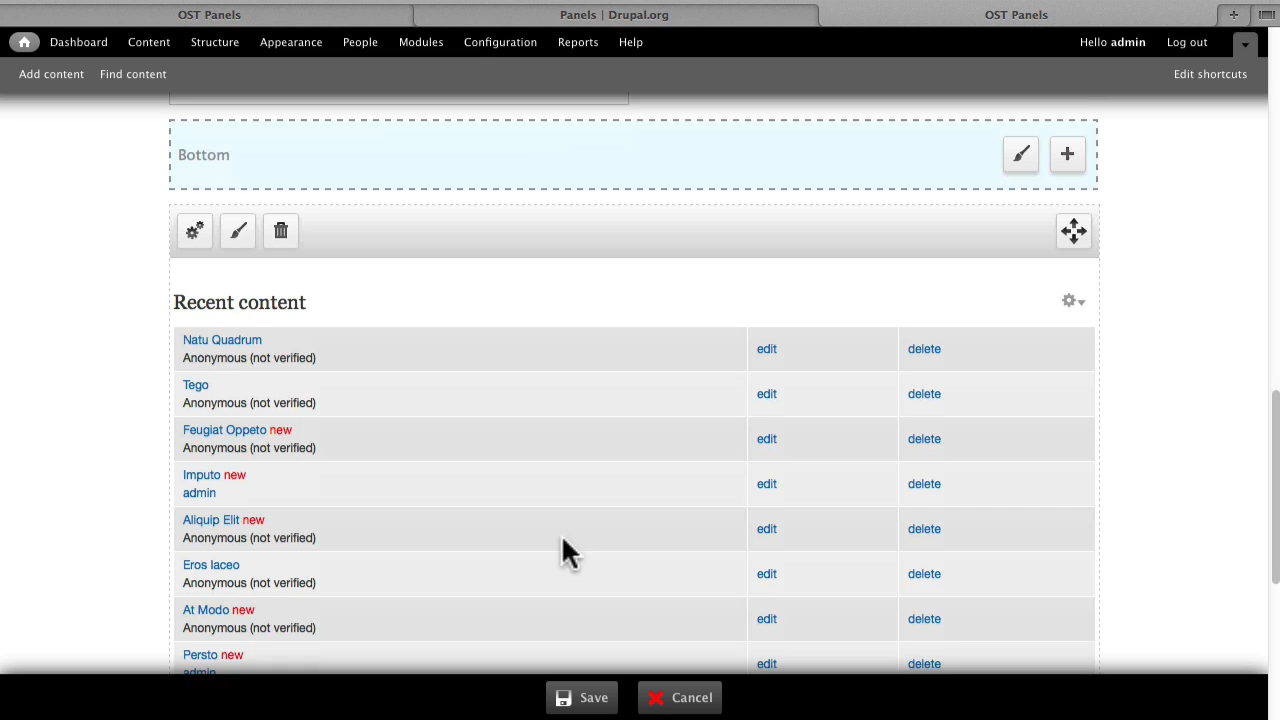 OST Panels Panels | Drupal.org OST Panels
Dashboard Content Structure Appearance People Modules Configuration Reports Help Hello admin Log out
Add content Find content Edit shortcuts
Bottom
Recent content
Natu Quadrum
Anonymous (not verified) edit delete
Tego
Anonymous (not verified) edit delete
Feugiat Oppeto new
Anonymous (not verified) edit delete
Imputo new
admin edit delete
Aliquip Elit new
Anonymous (not verified) edit delete
Eros Iaceo
Anonymous (not verified) edit delete
At Modo new
Anonymous (not verified) edit delete
Persto new
admin edit delete
Save Cancel